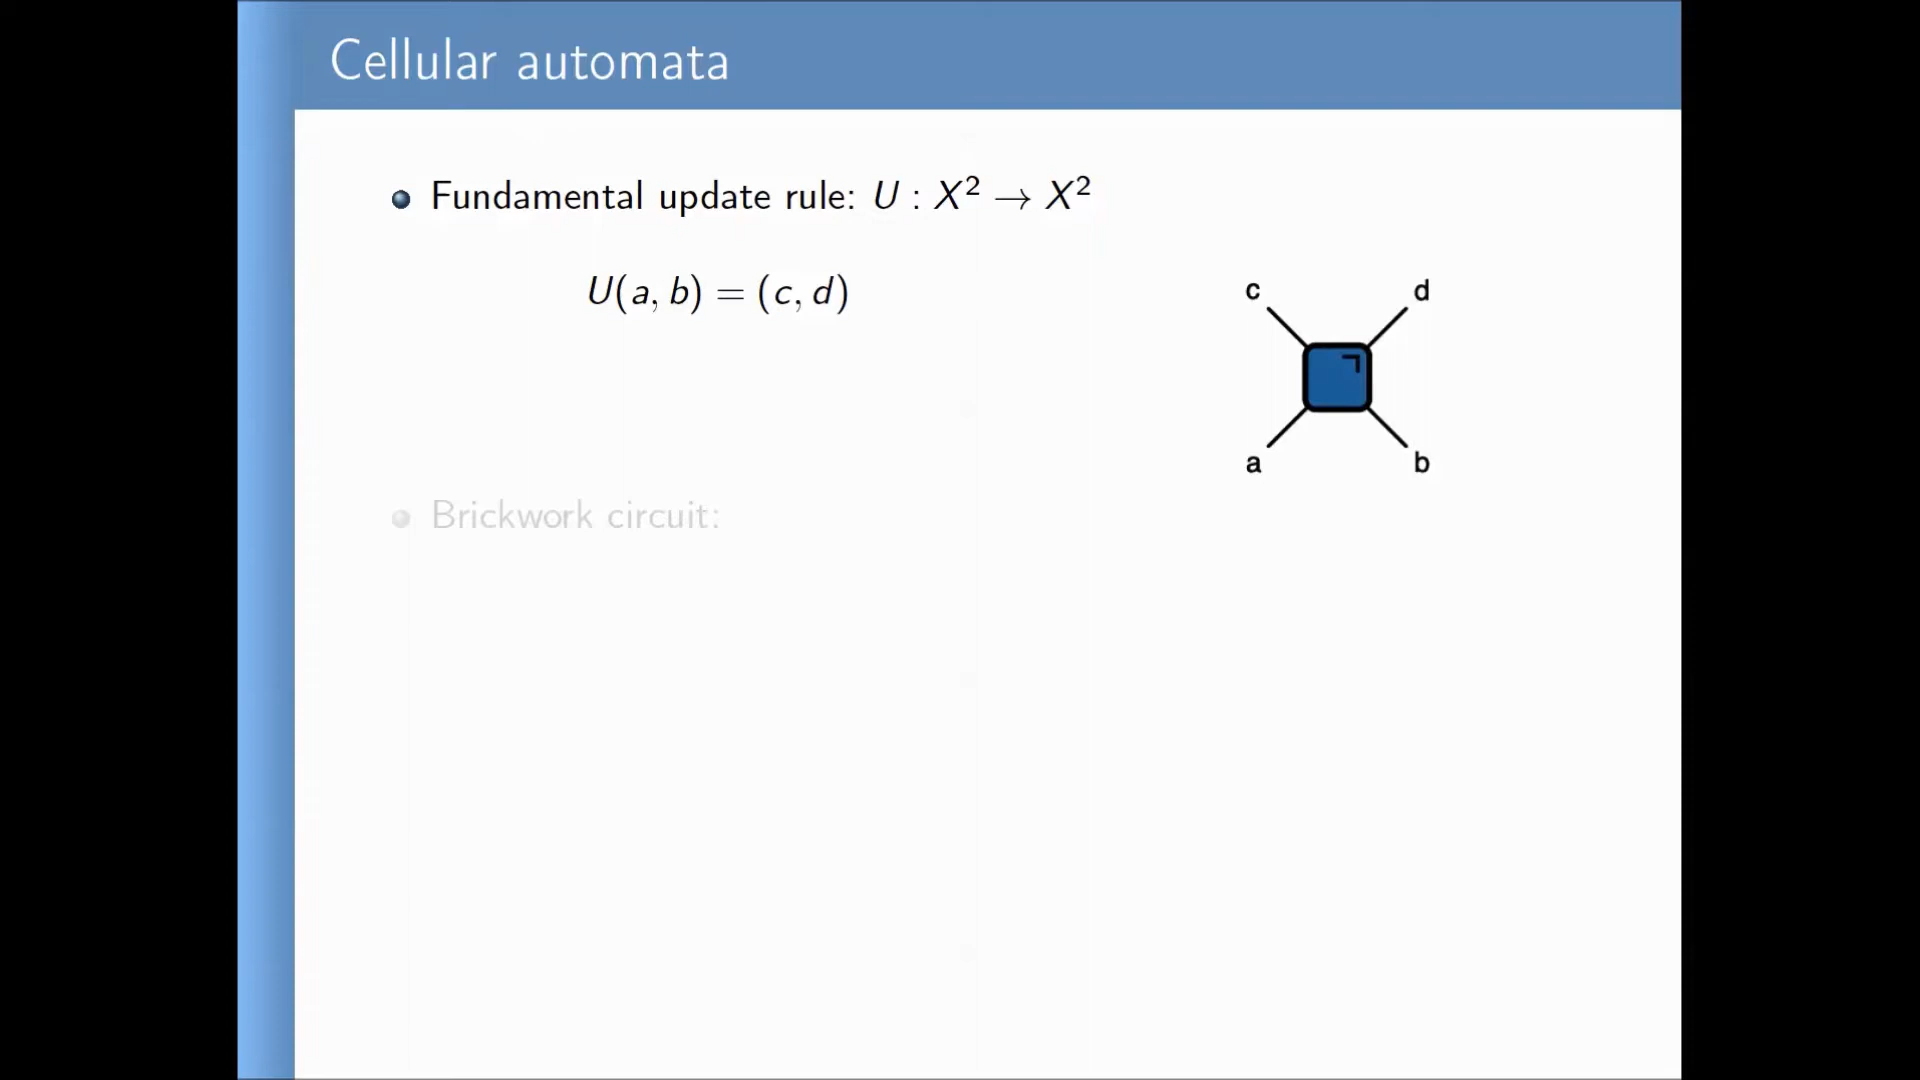 Cellular automata
Fundamental update rule: U : X² → X²
U(a, b) = (c, d)
c d
a b
Brickwork circuit: